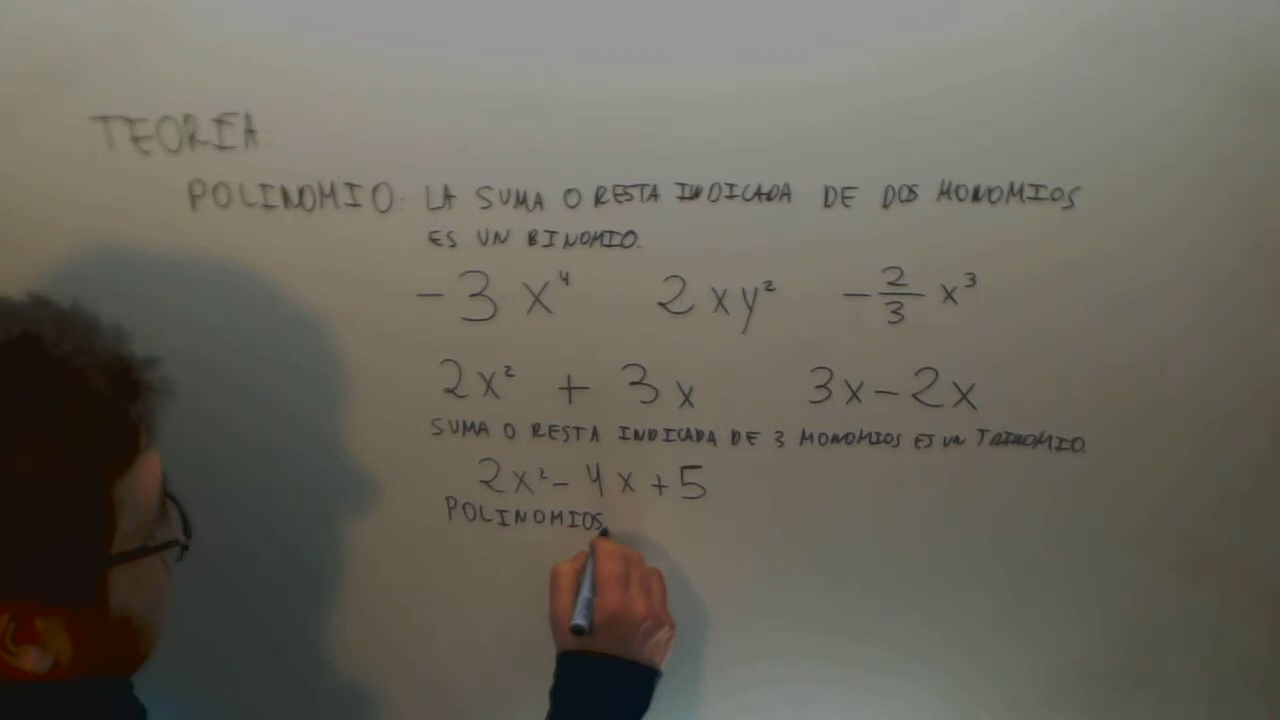 TEORIA:
POLINOMIO: LA SUMA O RESTA INDICADA DE DOS MONOMIOS
ES UN BINOMIO.
-3x⁴ 2xy² -2/3 x³
2x² + 3x 3x-2x
SUMA O RESTA INDICADA DE 3 MONOMIOS ES UN TRINOMIO.
2x²-4x+5
POLINOMIOS